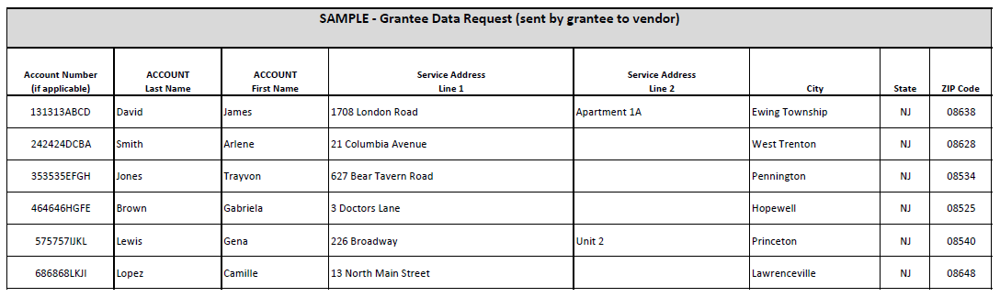 SAMPLE - Grantee Data Request (sent by grantee to vendor)
Account Number (if applicable) ACCOUNT Last Name ACCOUNT First Name Service Address Line 1 Service Address Line 2 City State ZIP Code
131313ABCD David James 1708 London Road Apartment 1A Ewing Township NJ 08638
242424DCBA Smith Arlene 21 Columbia Avenue West Trenton NJ 08628
353535EFGH Jones Trayvon 627 Bear Tavern Road Pennington NJ 08534
464646HGFE Brown Gabriela 3 Doctors Lane Hopewell NJ 08525
575757IJKL Lewis Gena 226 Broadway Unit 2 Princeton NJ 08540
686868LKJI Lopez Camille 13 North Main Street Lawrenceville NJ 08648